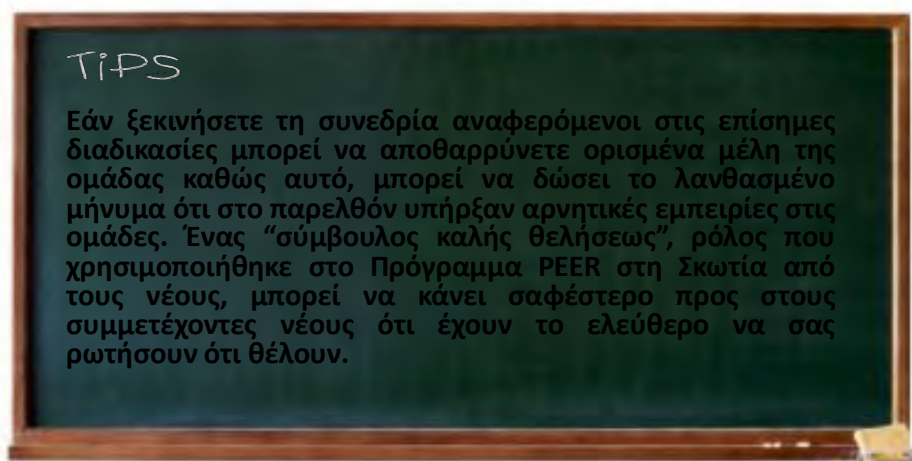 TiPS
Εάν ξεκινήσετε τη συνεδρία αναφερόμενοι στις επίσημες
διαδικασίες μπορεί να αποθαρρύνετε ορισμένα μέλη της
ομάδας καθώς αυτό, μπορεί να δώσει το λανθασμένο
μήνυμα ότι στο παρελθόν υπήρξαν αρνητικές εμπειρίες στις
ομάδες. Ένας “σύμβουλος καλής θελήσεως”, ρόλος που
χρησιμοποιήθηκε στο Πρόγραμμα PEER στη Σκωτία από
τους νέους, μπορεί να κάνει σαφέστερο προς στους
συμμετέχοντες νέους ότι έχουν το ελεύθερο να σας
ρωτήσουν ότι θέλουν.